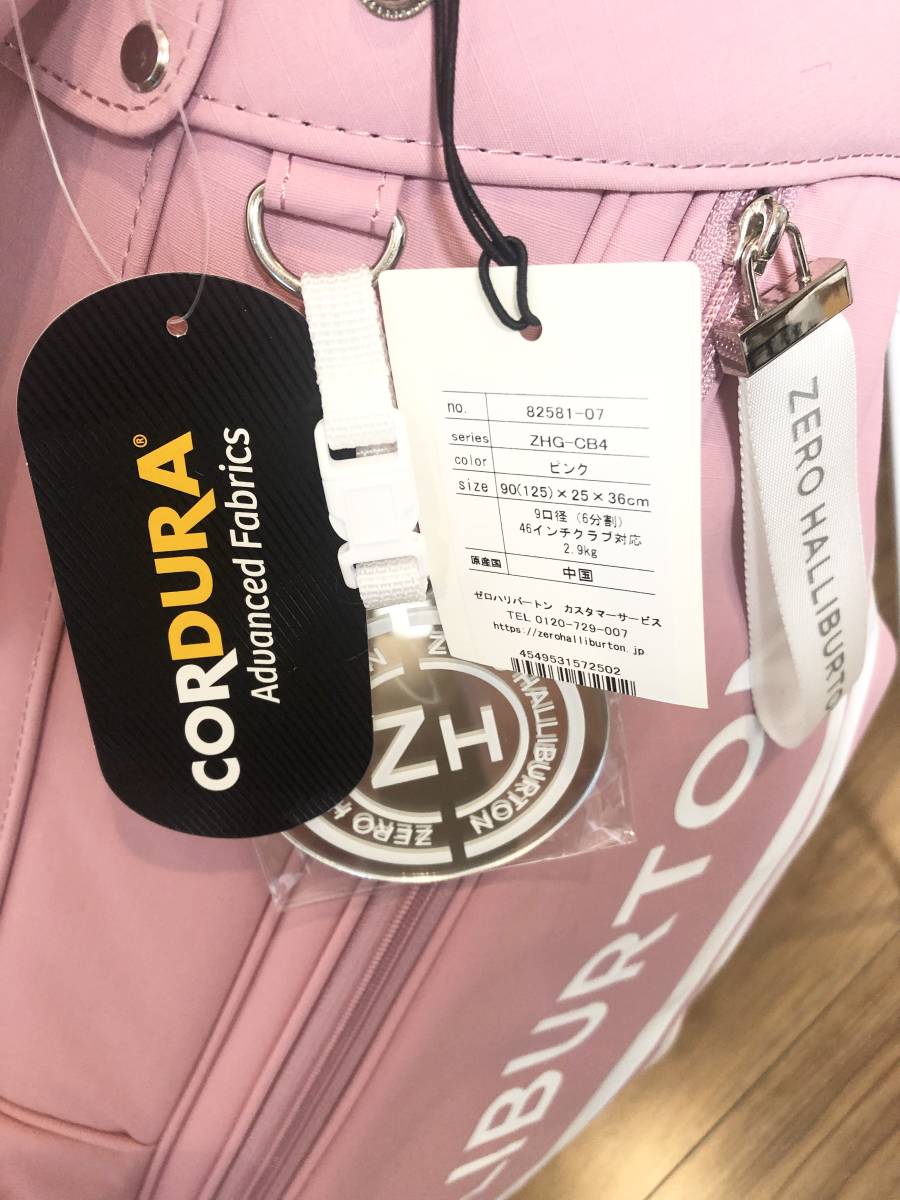 CORDURA®
Advanced Fabrics
no. 82581-07
series ZHG-CB4
color ピンク
size 90(125)×25×36cm
9口径 (6分割)
46インチクラブ対応
2.9kg
原産国 中国
ゼロハリバートン カスタマーサービス
TEL 0120-729-007
https://zerohalliburton.jp
4549531572502
ZERO HALLIBURTO
ZH
HALLIBURTON
ZERO
LIBURTO